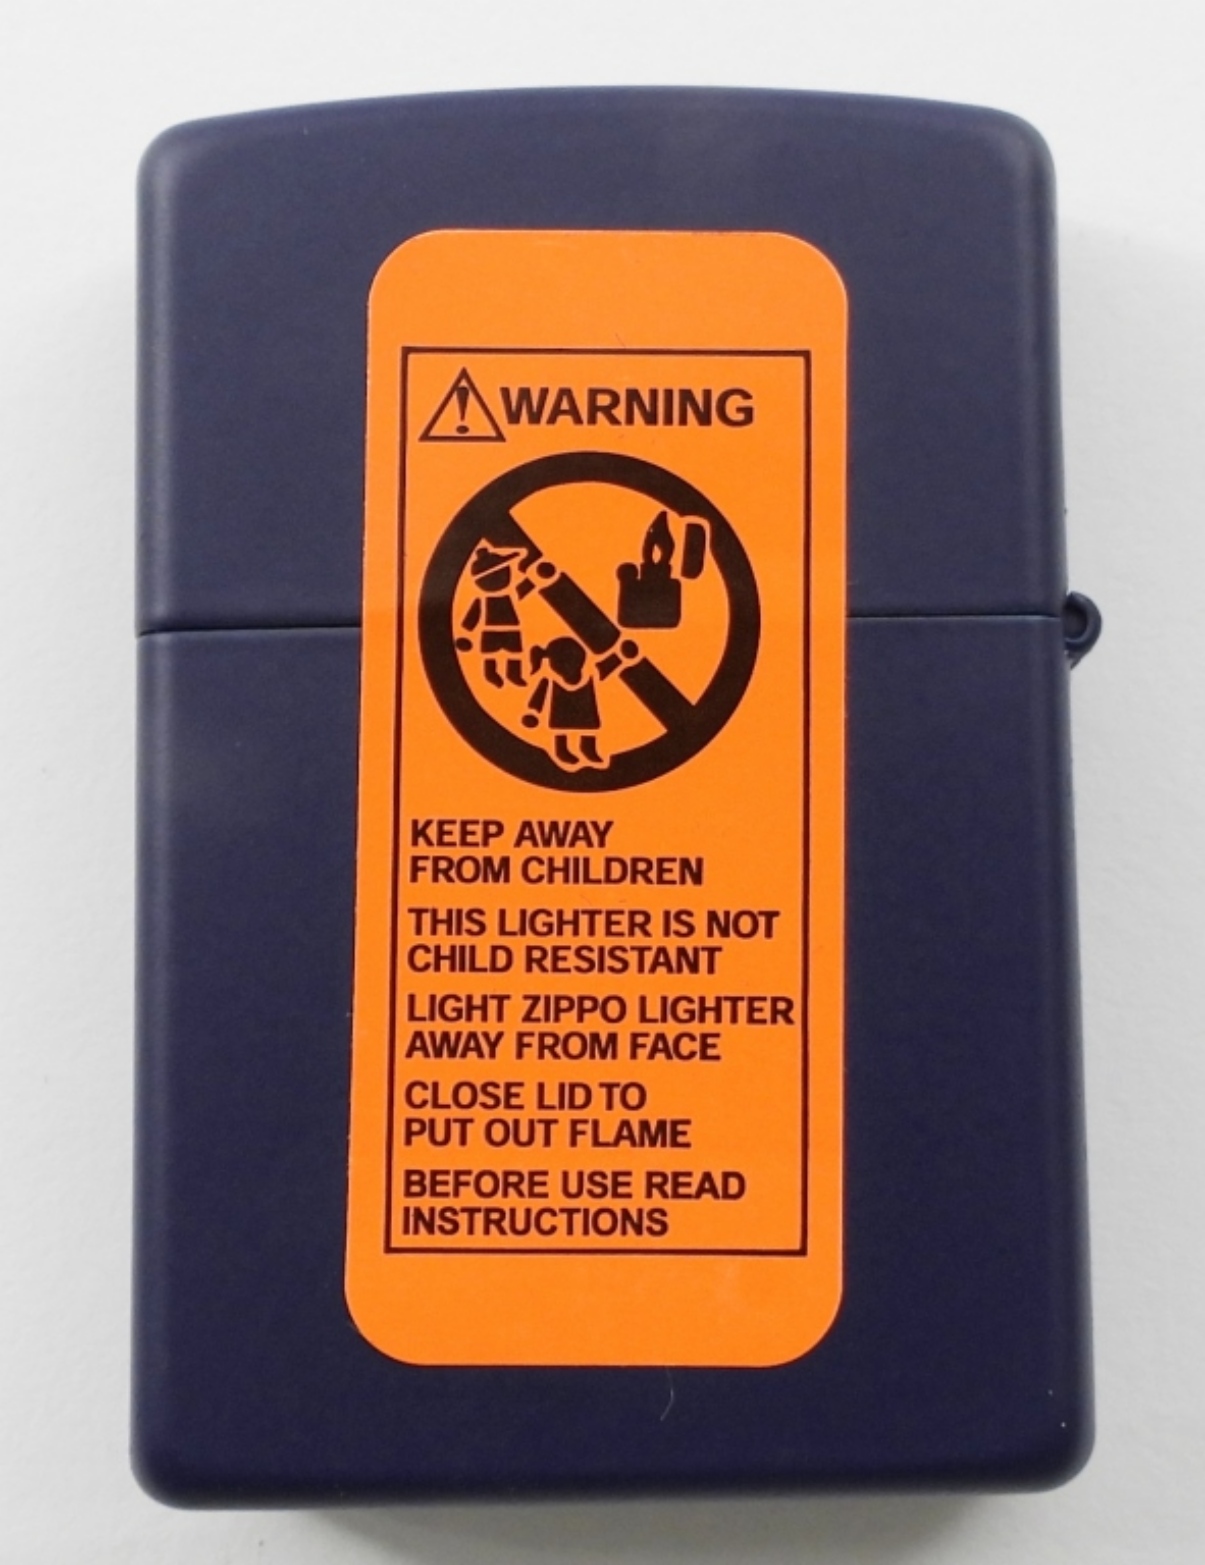 WARNING
KEEP AWAY
FROM CHILDREN
THIS LIGHTER IS NOT
CHILD RESISTANT
LIGHT ZIPPO LIGHTER
AWAY FROM FACE
CLOSE LID TO
PUT OUT FLAME
BEFORE USE READ
INSTRUCTIONS